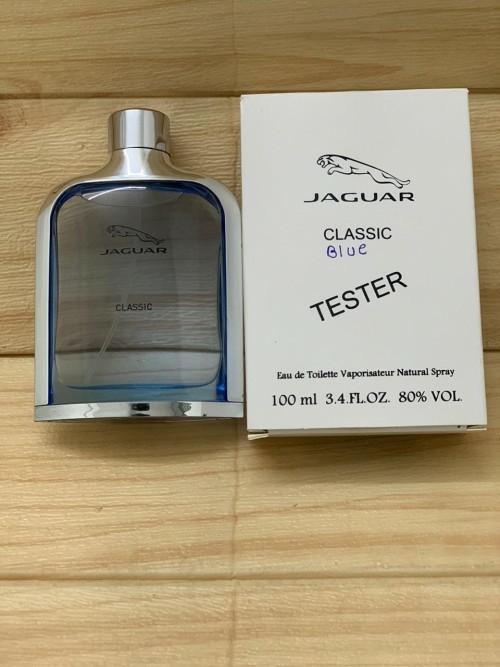 JAGUAR
CLASSIC
JAGUAR
CLASSIC
Blue
TESTER
Eau de Toilette Vaporisateur Natural Spray
100 ml 3.4.FL.OZ. 80% VOL.